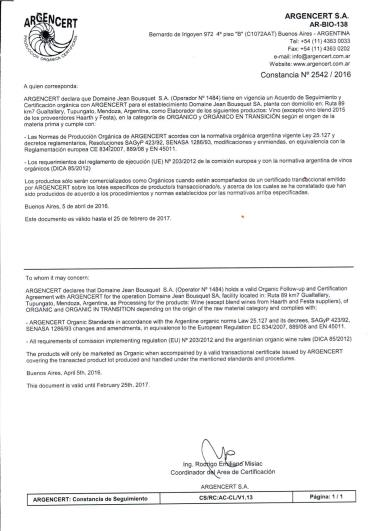 ARGENCERT
PRODUCCIÓN ORGÁNICA CERTIFICADA
ARGENCERT S.A.
AR-BIO-138
Bernardo de Irigoyen 972 4º piso "B" (C1072AAT) Buenos Aires - ARGENTINA
Tel: +54 (11) 4363 0033
Fax: +54 (11) 4363 0202
e-mail: info@argencert.com.ar
Website: www.argencert.com.ar
Constancia Nº 2542 / 2016
A quien corresponda:
ARGENCERT declara que Domaine Jean Bousquet S.A. (Operador Nº 1484) tiene en vigencia un Acuerdo de Seguimiento y
Certificación orgánica con ARGENCERT para el establecimiento Domaine Jean Bousquet SA, planta con domicilio en: Ruta 89
km7 Gualtallary, Tupungato, Mendoza, Argentina, como Elaborador de los siguientes productos: Vino (excepto vino blend 2015
de los proveedores Hearth y Festa), en la categoría de ORGÁNICO y ORGÁNICO EN TRANSICIÓN según el origen de la
materia prima y cumple con:
- Las Normas de Producción Orgánica de ARGENCERT acordes con la normativa orgánica argentina vigente Ley 25.127 y
decretos reglamentarios, Resoluciones SAGyP 423/92, SENASA 1286/93, modificaciones y enmiendas, en equivalencia con la
Reglamentación europea CE 834/2007, 889/08 y EN 45011.
- Los requerimientos del reglamento de ejecución (UE) Nº 203/2012 de la comisión europea y con la normativa argentina de vinos
orgánicos (DICA 85/2012)
Los productos sólo serán comercializados como Orgánicos cuando estén acompañados de un certificado transaccional emitido
por ARGENCERT sobre los lotes específicos de producto/s transaccionado/s, y acerca de los cuales se ha constatado que han
sido producidos de acuerdo a los procedimientos y normas establecidos por las normativas arriba especificadas.
Buenos Aires, 5 de abril de 2016.
Este documento es válido hasta el 25 de febrero de 2017.
To whom it may concern:
ARGENCERT declares that Domaine Jean Bousquet S.A. (Operator Nº 1484) holds a valid Organic Follow-up and Certification
Agreement with ARGENCERT for the operation Domaine Jean Bousquet SA, facility located in: Ruta 89 km7 Gualtallary,
Tupungato, Mendoza, Argentina, as Processing for the products: Wine (except blend wines from Hearth and Festa suppliers), of
ORGANIC and ORGANIC IN TRANSITION depending on the origin of the raw material category and complies with:
- ARGENCERT Organic Standards in accordance with the Argentine organic norms Law 25.127 and its decrees, SAGyP 423/92,
SENASA 1286/93 changes and amendments, in equivalence to the European Regulation EC 834/2007, 889/08 and EN 45011.
- All requirements of comission implementing regulation (EU) Nº 203/2012 and the argentinian organic wine rules (DICA 85/2012)
The products will only be marketed as Organic when accompained by a valid transactional certificate issued by ARGENCERT
covering the transacted product lot produced and handled under the mentioned standards and procedures.
Buenos Aires, April 5th, 2016.
This document is valid until February 25th, 2017.
Ing. Rodrigo Emiliano Misiac
Coordinador del Area de Certificación
ARGENCERT S.A.
ARGENCERT: Constancia de Seguimiento
CS/RC:AC-CL/V1,13
Página: 1 / 1